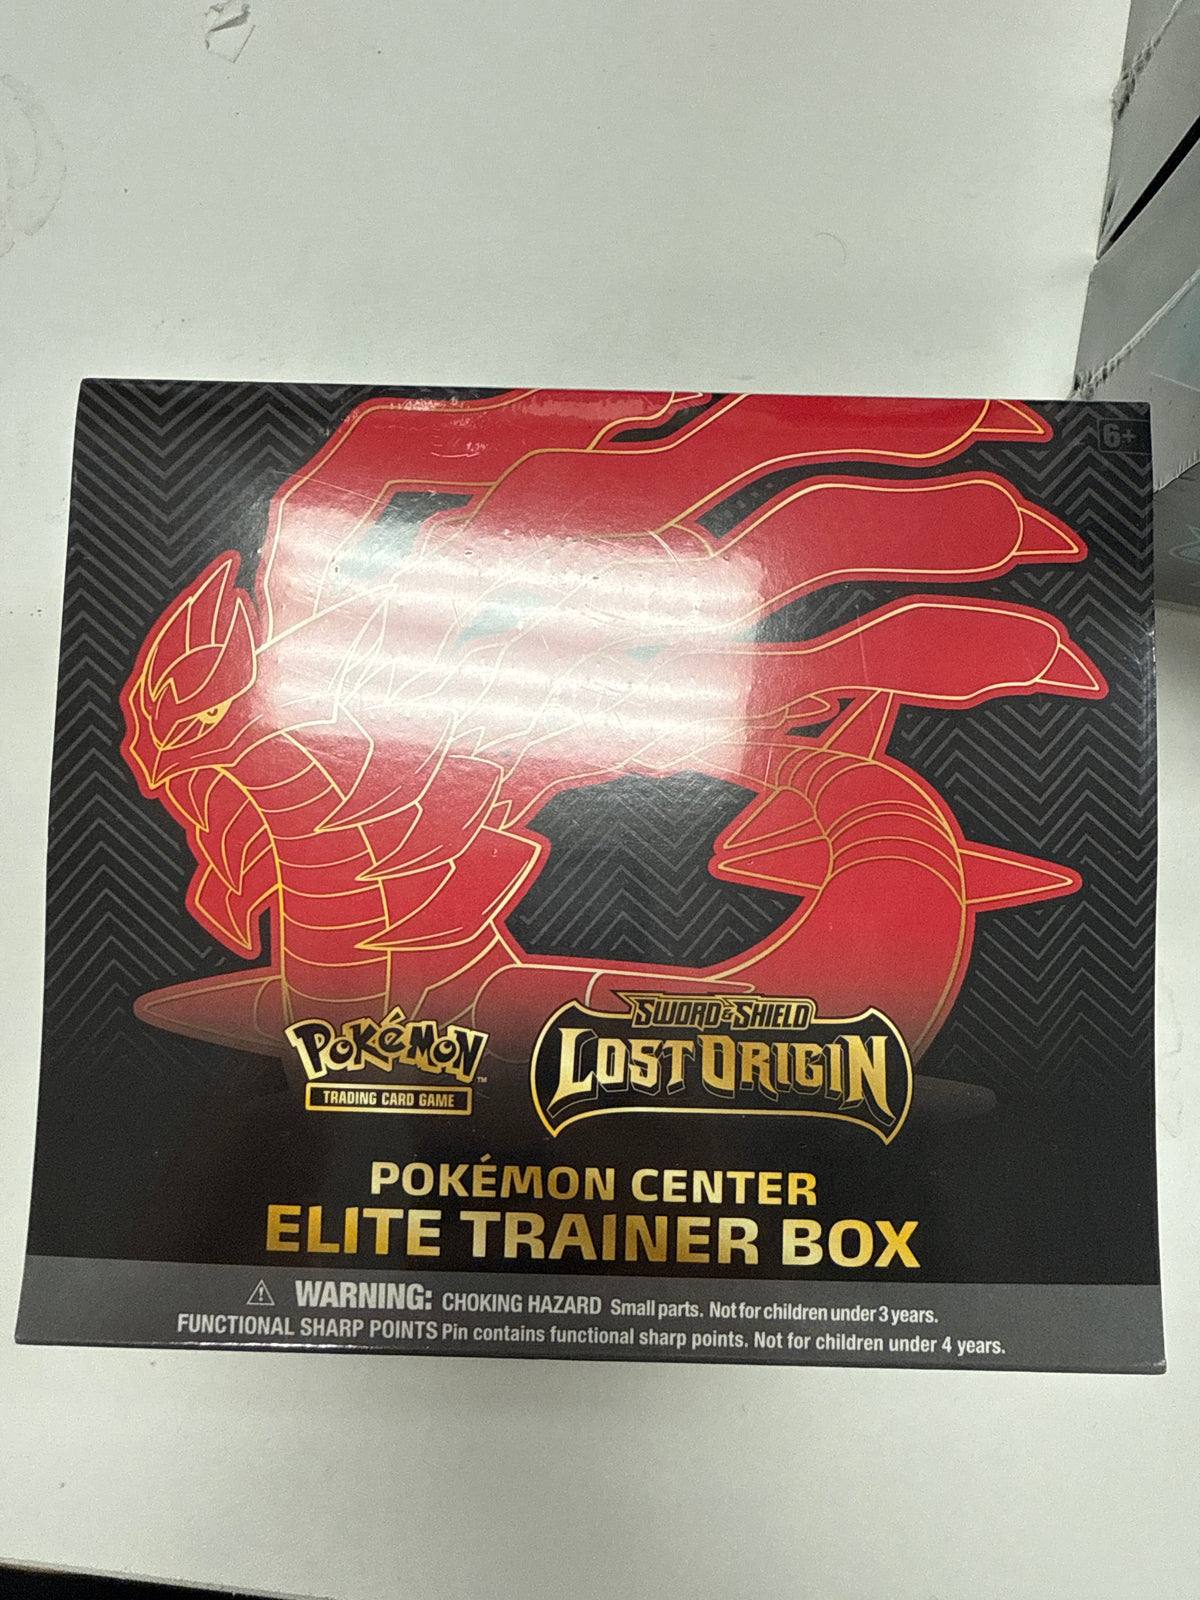 6+
POKÉMON™
TRADING CARD GAME
SWORD & SHIELD
LOST ORIGIN
POKÉMON CENTER
ELITE TRAINER BOX
⚠ WARNING: CHOKING HAZARD Small parts. Not for children under 3 years.
FUNCTIONAL SHARP POINTS Pin contains functional sharp points. Not for children under 4 years.